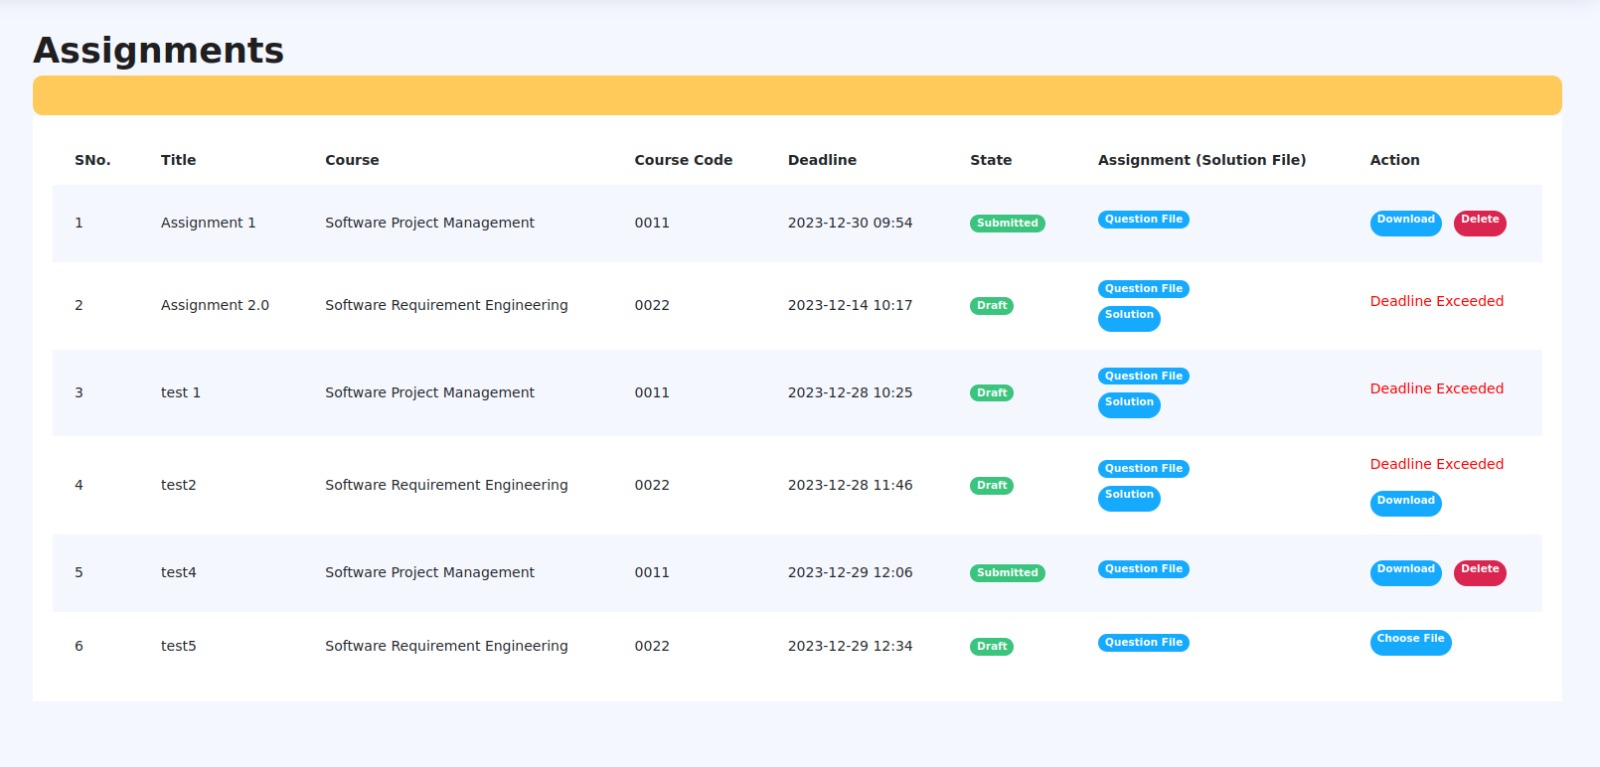 Assignments
SNo. Title Course Course Code Deadline State Assignment (Solution File) Action
1 Assignment 1 Software Project Management 0011 2023-12-30 09:54 Submitted Question File Download Delete
2 Assignment 2.0 Software Requirement Engineering 0022 2023-12-14 10:17 Draft Question File Deadline Exceeded
Solution
3 test 1 Software Project Management 0011 2023-12-28 10:25 Draft Question File Deadline Exceeded
Solution
4 test2 Software Requirement Engineering 0022 2023-12-28 11:46 Draft Question File Deadline Exceeded
Solution Download
5 test4 Software Project Management 0011 2023-12-29 12:06 Submitted Question File Download Delete
6 test5 Software Requirement Engineering 0022 2023-12-29 12:34 Draft Question File Choose File